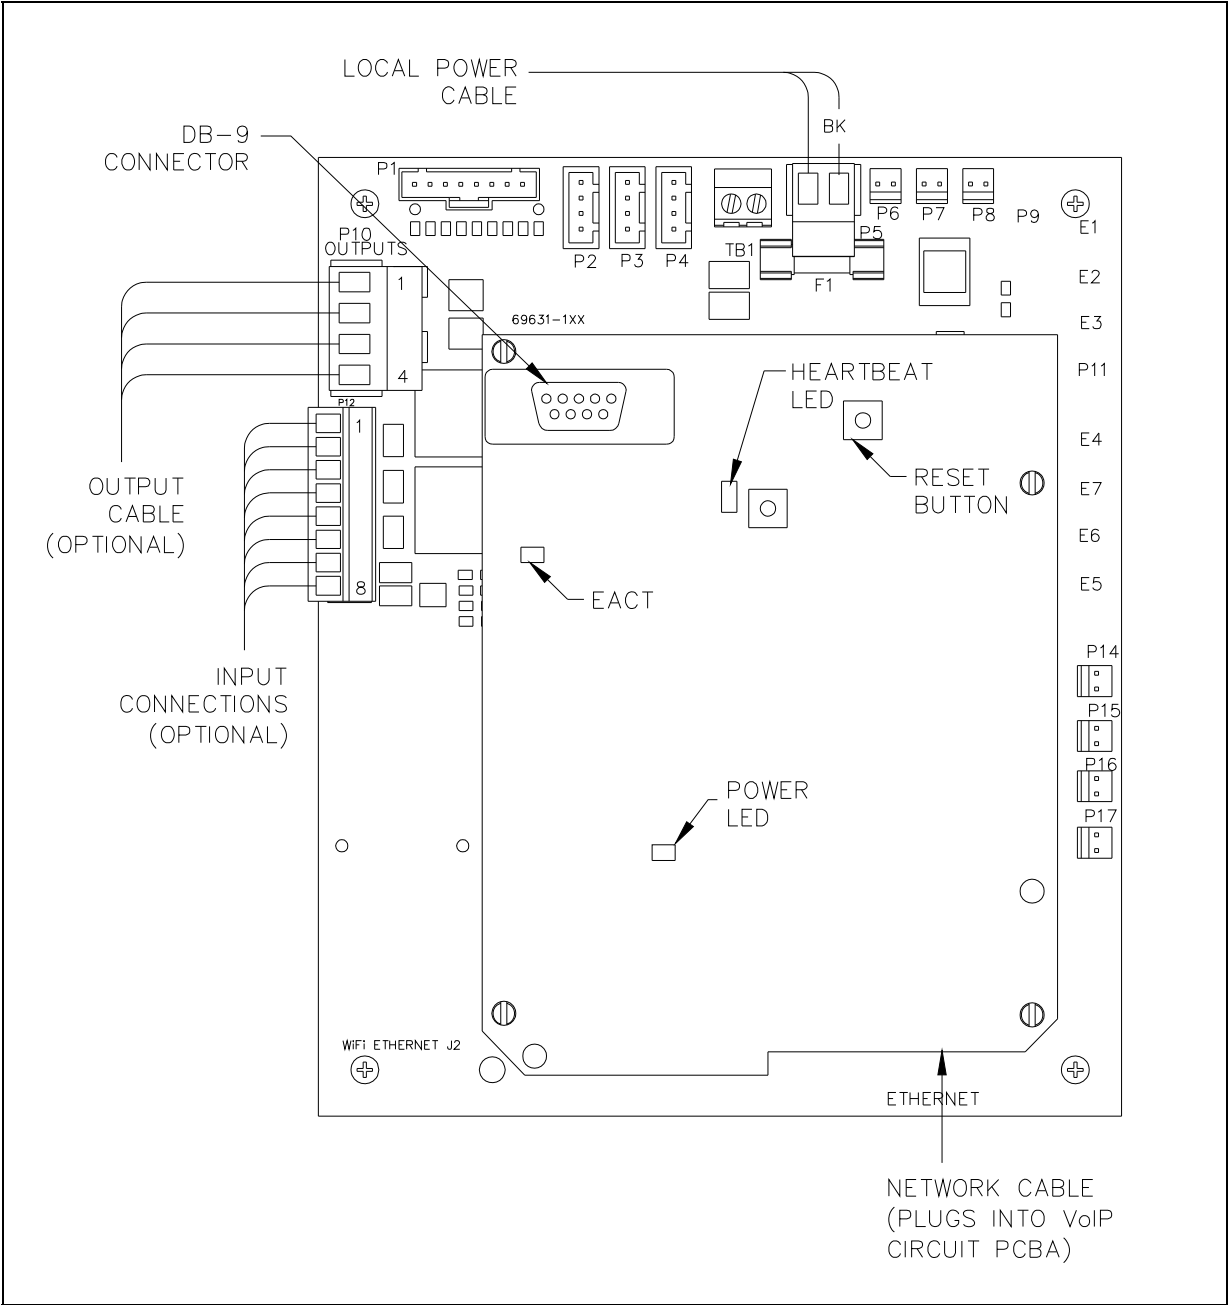 LOCAL POWER
CABLE
BK
DB-9
CONNECTOR
P1
P10
OUTPUTS
1
4
P2
P3
P4
TB1
P5
F1
P6
P7
P8
P9
E1
E2
E3
P11
E4
E7
E6
E5
69631-1XX
P12
1
8
HEARTBEAT
LED
RESET
BUTTON
OUTPUT
CABLE
(OPTIONAL)
EACT
INPUT
CONNECTIONS
(OPTIONAL)
P14
P15
P16
P17
POWER
LED
WiFi ETHERNET J2
ETHERNET
NETWORK CABLE
(PLUGS INTO VoIP
CIRCUIT PCBA)